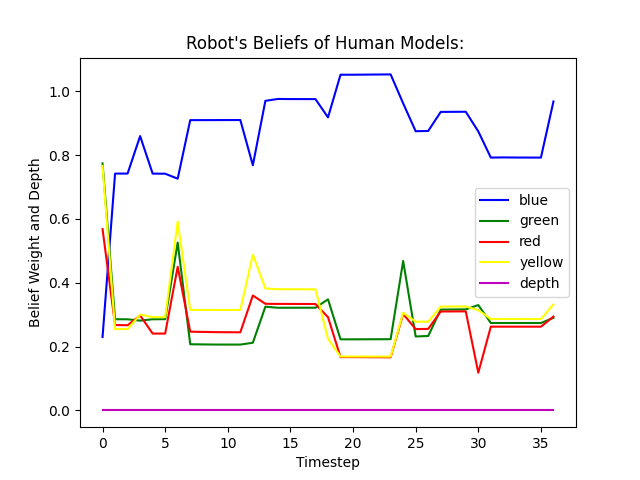 Robot's Beliefs of Human Models:
Belief Weight and Depth
1.0
0.8
0.6
0.4
0.2
0.0
blue
green
red
yellow
depth
0 5 10 15 20 25 30 35
Timestep